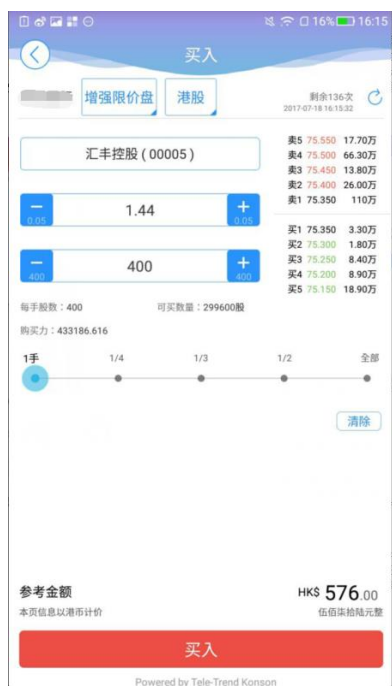 16% 16:15
买入
增强限价盘 港股 剩余136次
2017-07-18 16:15:32
汇丰控股 ( 00005 )
卖5 75.550 17.70万
卖4 75.500 66.30万
卖3 75.450 13.80万
卖2 75.400 26.00万
卖1 75.350 110万
− 1.44 +
0.05 0.05
买1 75.350 3.30万
买2 75.300 1.80万
买3 75.250 8.40万
买4 75.200 8.90万
买5 75.150 18.90万
− 400 +
400 400
每手股数：400 可买数量：299600股
购买力：433186.616
1手 1/4 1/3 1/2 全部
清除
参考金额 HK$ 576.00
本页信息以港币计价 伍佰柒拾陆元整
买入
Powered by Tele-Trend Konson